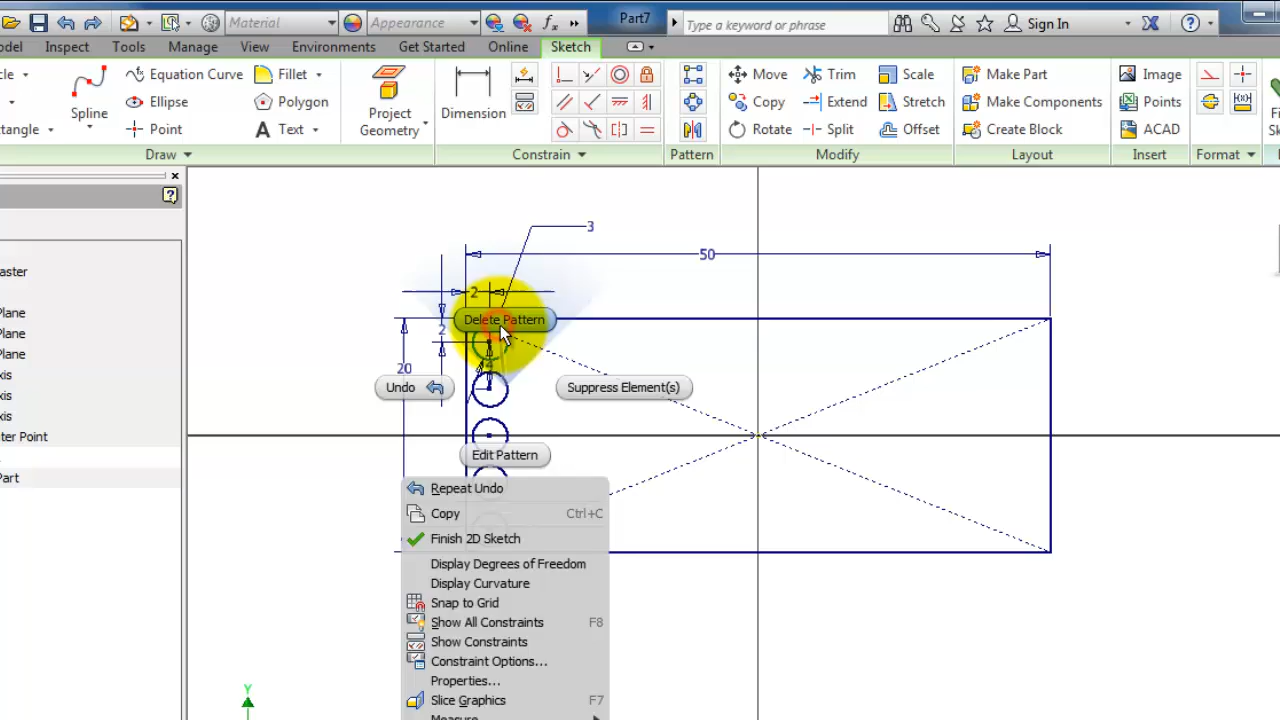 Material
Appearance
fx
Part7
Type a keyword or phrase
Sign In
odel
Inspect
Tools
Manage
View
Environments
Get Started
Online
Sketch
cle
Spline
Equation Curve
Ellipse
Point
Fillet
Polygon
Text
Project
Geometry
Dimension
Move
Copy
Rotate
Trim
Extend
Split
Scale
Stretch
Offset
Make Part
Make Components
Create Block
Image
Points
ACAD
tangle
Draw
Constrain
Pattern
Modify
Layout
Insert
Format
aster
Plane
Plane
Plane
xis
xis
xis
ter Point
Part
3
50
2
2
20
Delete Pattern
Undo
Suppress Element(s)
Edit Pattern
Repeat Undo
Copy Ctrl+C
Finish 2D Sketch
Display Degrees of Freedom
Display Curvature
Snap to Grid
Show All Constraints F8
Show Constraints
Constraint Options...
Properties...
Slice Graphics F7
Measure
Y